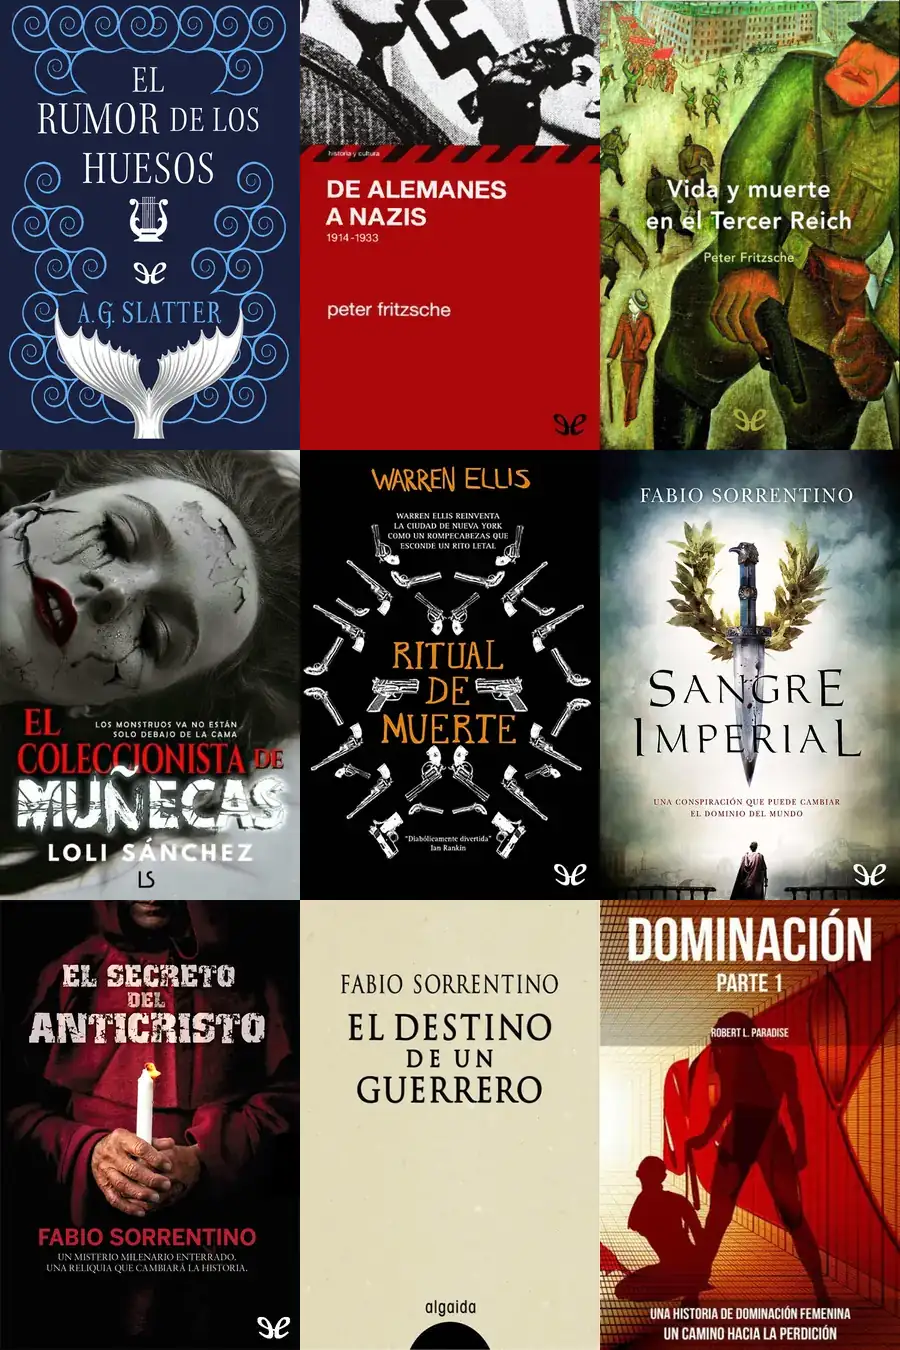 EL
RUMOR DE LOS
HUESOS
A.G. SLATTER
historia y cultura
DE ALEMANES
A NAZIS
1914-1933
peter fritzsche
Vida y muerte
en el Tercer Reich
Peter Fritzsche
EL
LOS MONSTRUOS YA NO ESTÁN
SOLO DEBAJO DE LA CAMA
COLECCIONISTA DE
MUÑECAS
LOLI SÁNCHEZ
LS
WARREN ELLIS
WARREN ELLIS REINVENTA
LA CIUDAD DE NUEVA YORK
COMO UN ROMPECABEZAS QUE
ESCONDE UN RITO LETAL
RITUAL
DE
MUERTE
"Diabólicamente divertida"
Ian Rankin
FABIO SORRENTINO
SANGRE
IMPERIAL
UNA CONSPIRACIÓN QUE PUEDE CAMBIAR
EL DOMINIO DEL MUNDO
EL SECRETO
DEL
ANTICRISTO
FABIO SORRENTINO
UN MISTERIO MILENARIO ENTERRADO.
UNA RELIQUIA QUE CAMBIARÁ LA HISTORIA.
FABIO SORRENTINO
EL DESTINO
DE UN
GUERRERO
algaida
DOMINACIÓN
PARTE 1
ROBERT L. PARADISE
UNA HISTORIA DE DOMINACIÓN FEMENINA
UN CAMINO HACIA LA PERDICIÓN